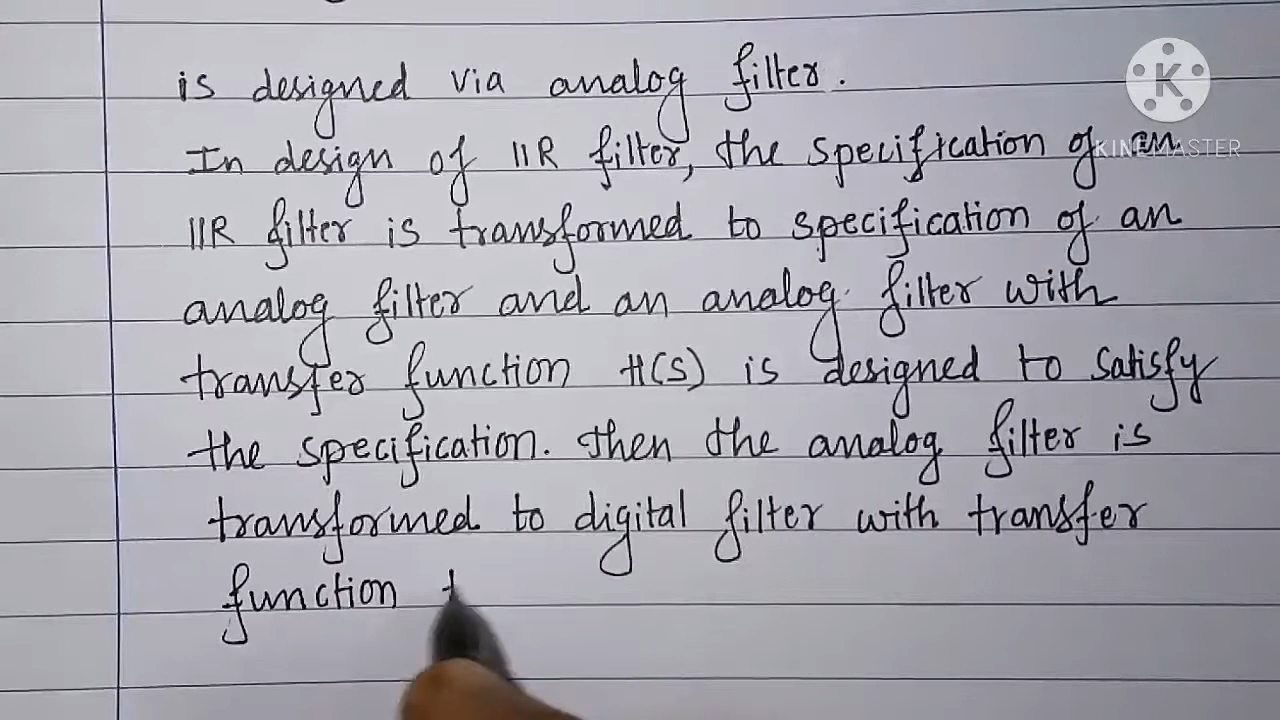 is designed via analog filter.
In design of IIR filter, the specification of an
IIR filter is transformed to specification of an
analog filter and an analog filter with
transfer function H(S) is designed to satisfy
the specification. Then the analog filter is
transformed to digital filter with transfer
function
K
KINEMASTER